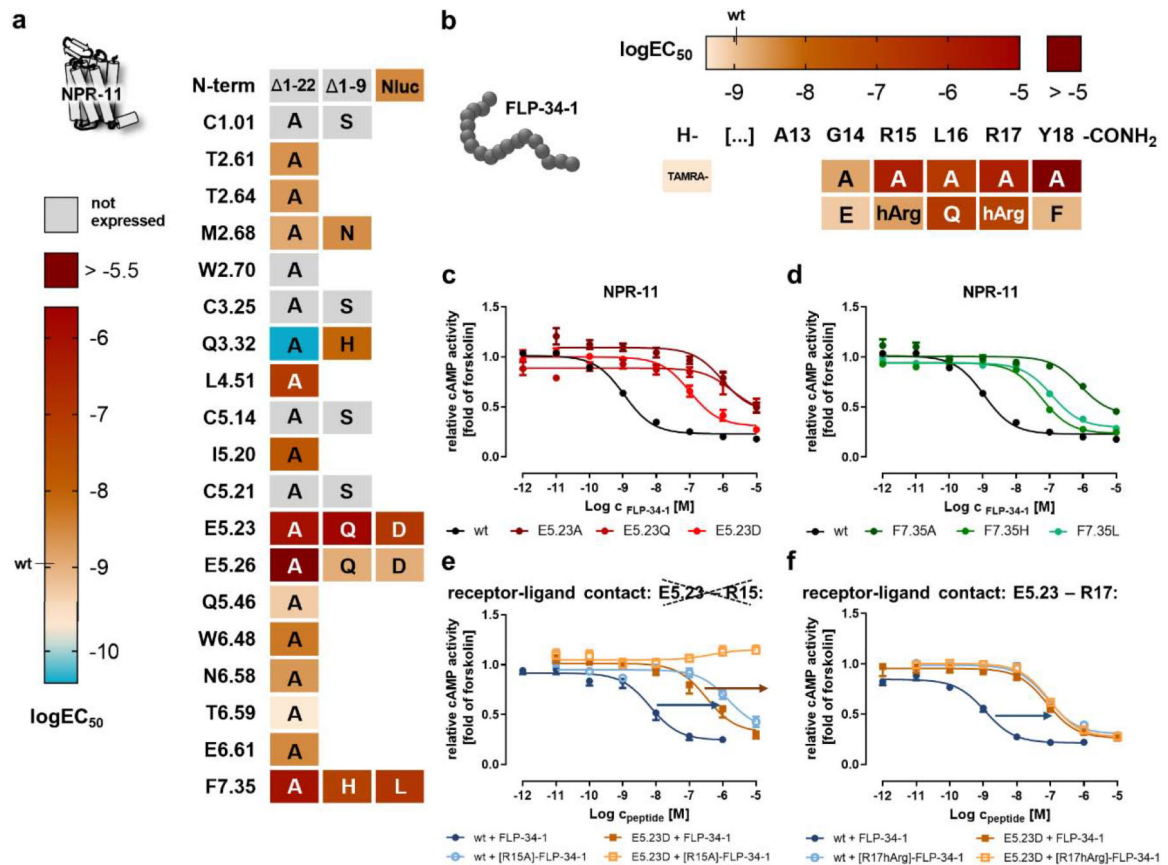 a
NPR-11
N-term Δ1-22 Δ1-9 Nluc
C1.01 A S
T2.61 A
T2.64 A
M2.68 A N
W2.70 A
C3.25 A S
Q3.32 A H
L4.51 A
C5.14 A S
I5.20 A
C5.21 A S
E5.23 A Q D
E5.26 A Q D
Q5.46 A
W6.48 A
N6.58 A
T6.59 A
E6.61 A
F7.35 A H L
not
expressed
> -5.5
-6
-7
-8
wt
-9
-10
logEC50
b
wt
logEC50
-9 -8 -7 -6 -5 > -5
FLP-34-1
H- [...] A13 G14 R15 L16 R17 Y18 -CONH2
TAMRA- A A A A A
E hArg Q hArg F
c
NPR-11
relative cAMP activity
[fold of forskolin]
1.5
1.0
0.5
0.0
-12 -11 -10 -9 -8 -7 -6 -5
Log c FLP-34-1 [M]
wt E5.23A E5.23Q E5.23D
d
NPR-11
relative cAMP activity
[fold of forskolin]
1.5
1.0
0.5
0.0
-12 -11 -10 -9 -8 -7 -6 -5
Log c FLP-34-1 [M]
wt F7.35A F7.35H F7.35L
e
receptor-ligand contact: E5.23 – R15:
relative cAMP activity
[fold of forskolin]
1.5
1.0
0.5
0.0
-12 -11 -10 -9 -8 -7 -6 -5
Log cpeptide [M]
wt + FLP-34-1 E5.23D + FLP-34-1
wt + [R15A]-FLP-34-1 E5.23D + [R15A]-FLP-34-1
f
receptor-ligand contact: E5.23 – R17:
relative cAMP activity
[fold of forskolin]
1.5
1.0
0.5
0.0
-12 -11 -10 -9 -8 -7 -6 -5
Log cpeptide [M]
wt + FLP-34-1 E5.23D + FLP-34-1
wt + [R17hArg]-FLP-34-1 E5.23D + [R17hArg]-FLP-34-1